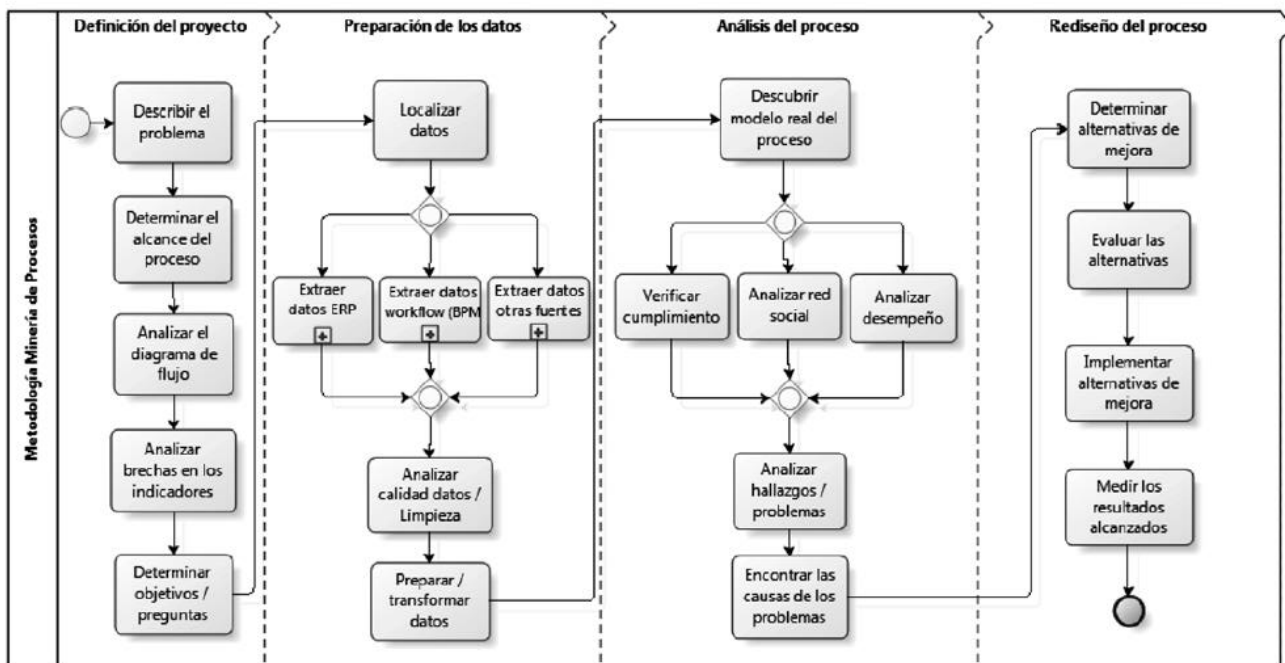 Metodología Minería de Procesos
Definición del proyecto
Preparación de los datos
Análisis del proceso
Rediseño del proceso
Describir el
problema
Determinar el
alcance del
proceso
Analizar el
diagrama de
flujo
Analizar
brechas en los
indicadores
Determinar
objetivos /
preguntas
Localizar
datos
Extraer
datos ERP
Extraer datos
workflow (BPM
Extraer datos
otras fuentes
Analizar
calidad datos /
Limpieza
Preparar /
transformar
datos
Descubrir
modelo real del
proceso
Verificar
cumplimiento
Analizar red
social
Analizar
desempeño
Analizar
hallazgos /
problemas
Encontrar las
causas de los
problemas
Determinar
alternativas de
mejora
Evaluar las
alternativas
Implementar
alternativas de
mejora
Medir los
resultados
alcanzados